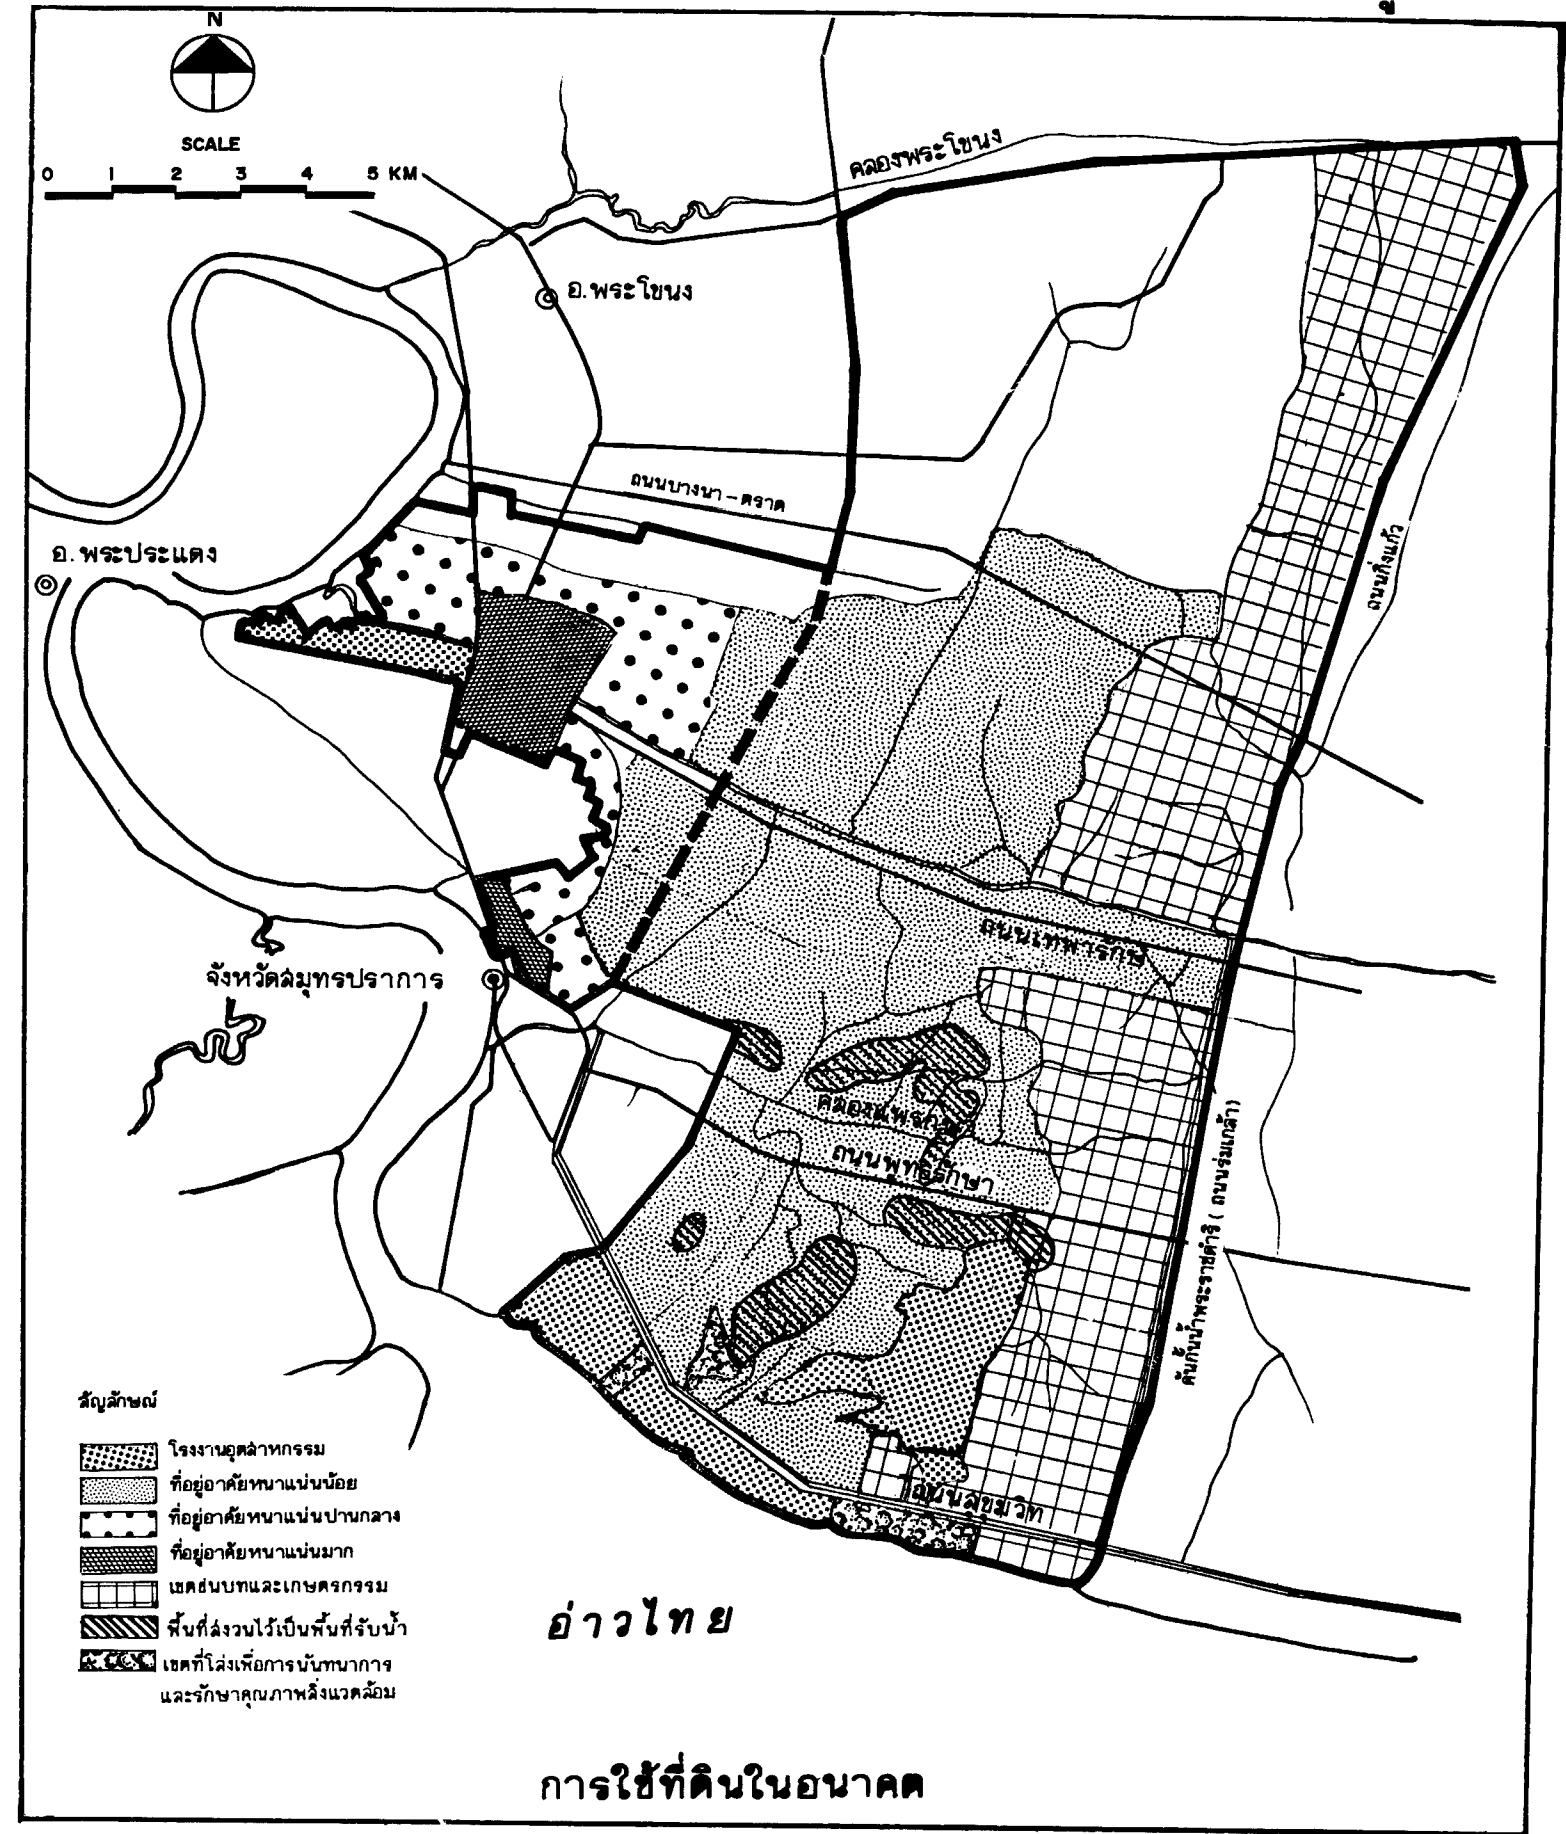 N
SCALE
0 1 2 3 4 5 KM
คลองพระโขนง
อ.พระโขนง
ถนนบางนา-ตราด
อ.พระประแดง
ถนนกิ่งแก้ว
ถนนเทพารักษ์
จังหวัดสมุทรปราการ
คลองแพรกษา
ถนนพุทธรักษา
คันกั้นน้ำพระราชดำริ (ถนนร่มเกล้า)
ถนนสุขุมวิท
สัญลักษณ์
โรงงานอุตสาหกรรม
ที่อยู่อาศัยหนาแน่นน้อย
ที่อยู่อาศัยหนาแน่นปานกลาง
ที่อยู่อาศัยหนาแน่นมาก
เขตชนบทและเกษตรกรรม
พื้นที่สงวนไว้เป็นพื้นที่รับน้ำ
เขตที่โล่งเพื่อการนันทนาการ
และรักษาคุณภาพสิ่งแวดล้อม
อ่าวไทย
การใช้ที่ดินในอนาคต